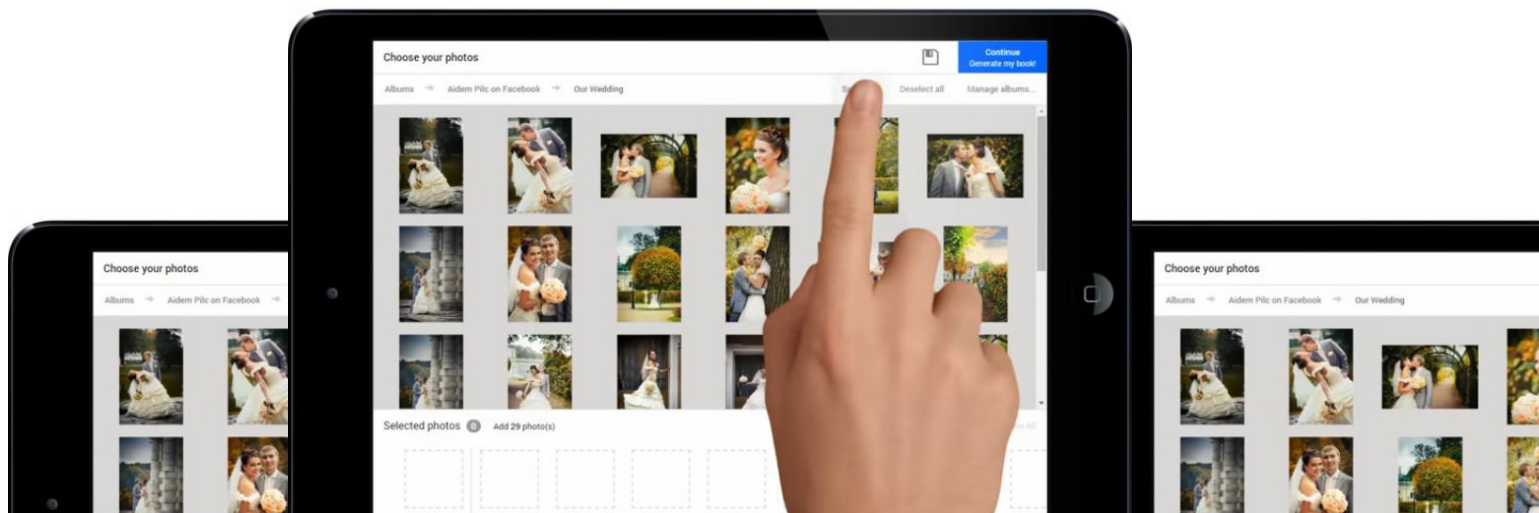 Choose your photos
Continue
Generate my book!
Albums Aidem Pilc on Facebook Our Wedding
Deselect all Manage albums...
Selected photos 0 Add 29 photo(s)
All
Choose your photos
Albums Aidem Pilc on Facebook
Choose your photos
Albums Aidem Pilc on Facebook Our Wedding